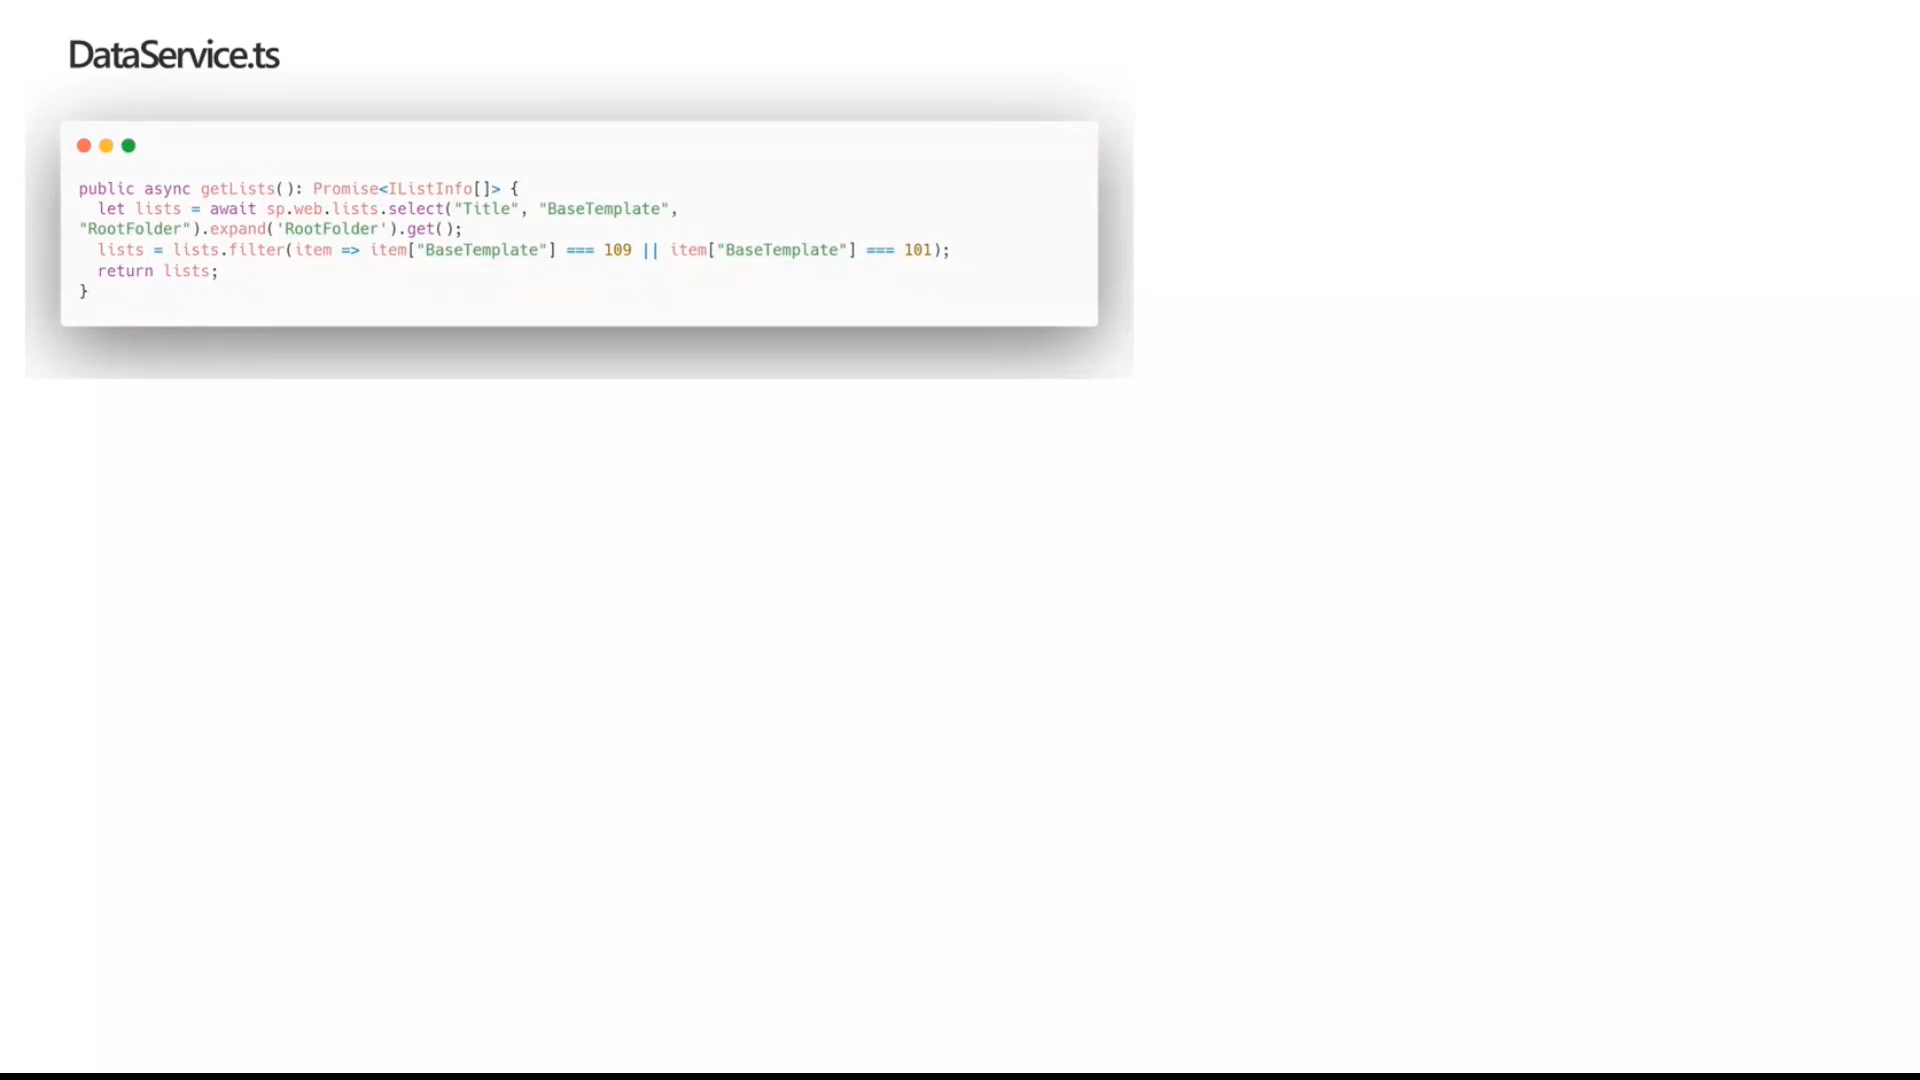 DataService.ts
public async getLists(): Promise<IListInfo[]> {
let lists = await sp.web.lists.select("Title", "BaseTemplate",
"RootFolder").expand('RootFolder').get();
lists = lists.filter(item => item["BaseTemplate"] === 109 || item["BaseTemplate"] === 101);
return lists;
}